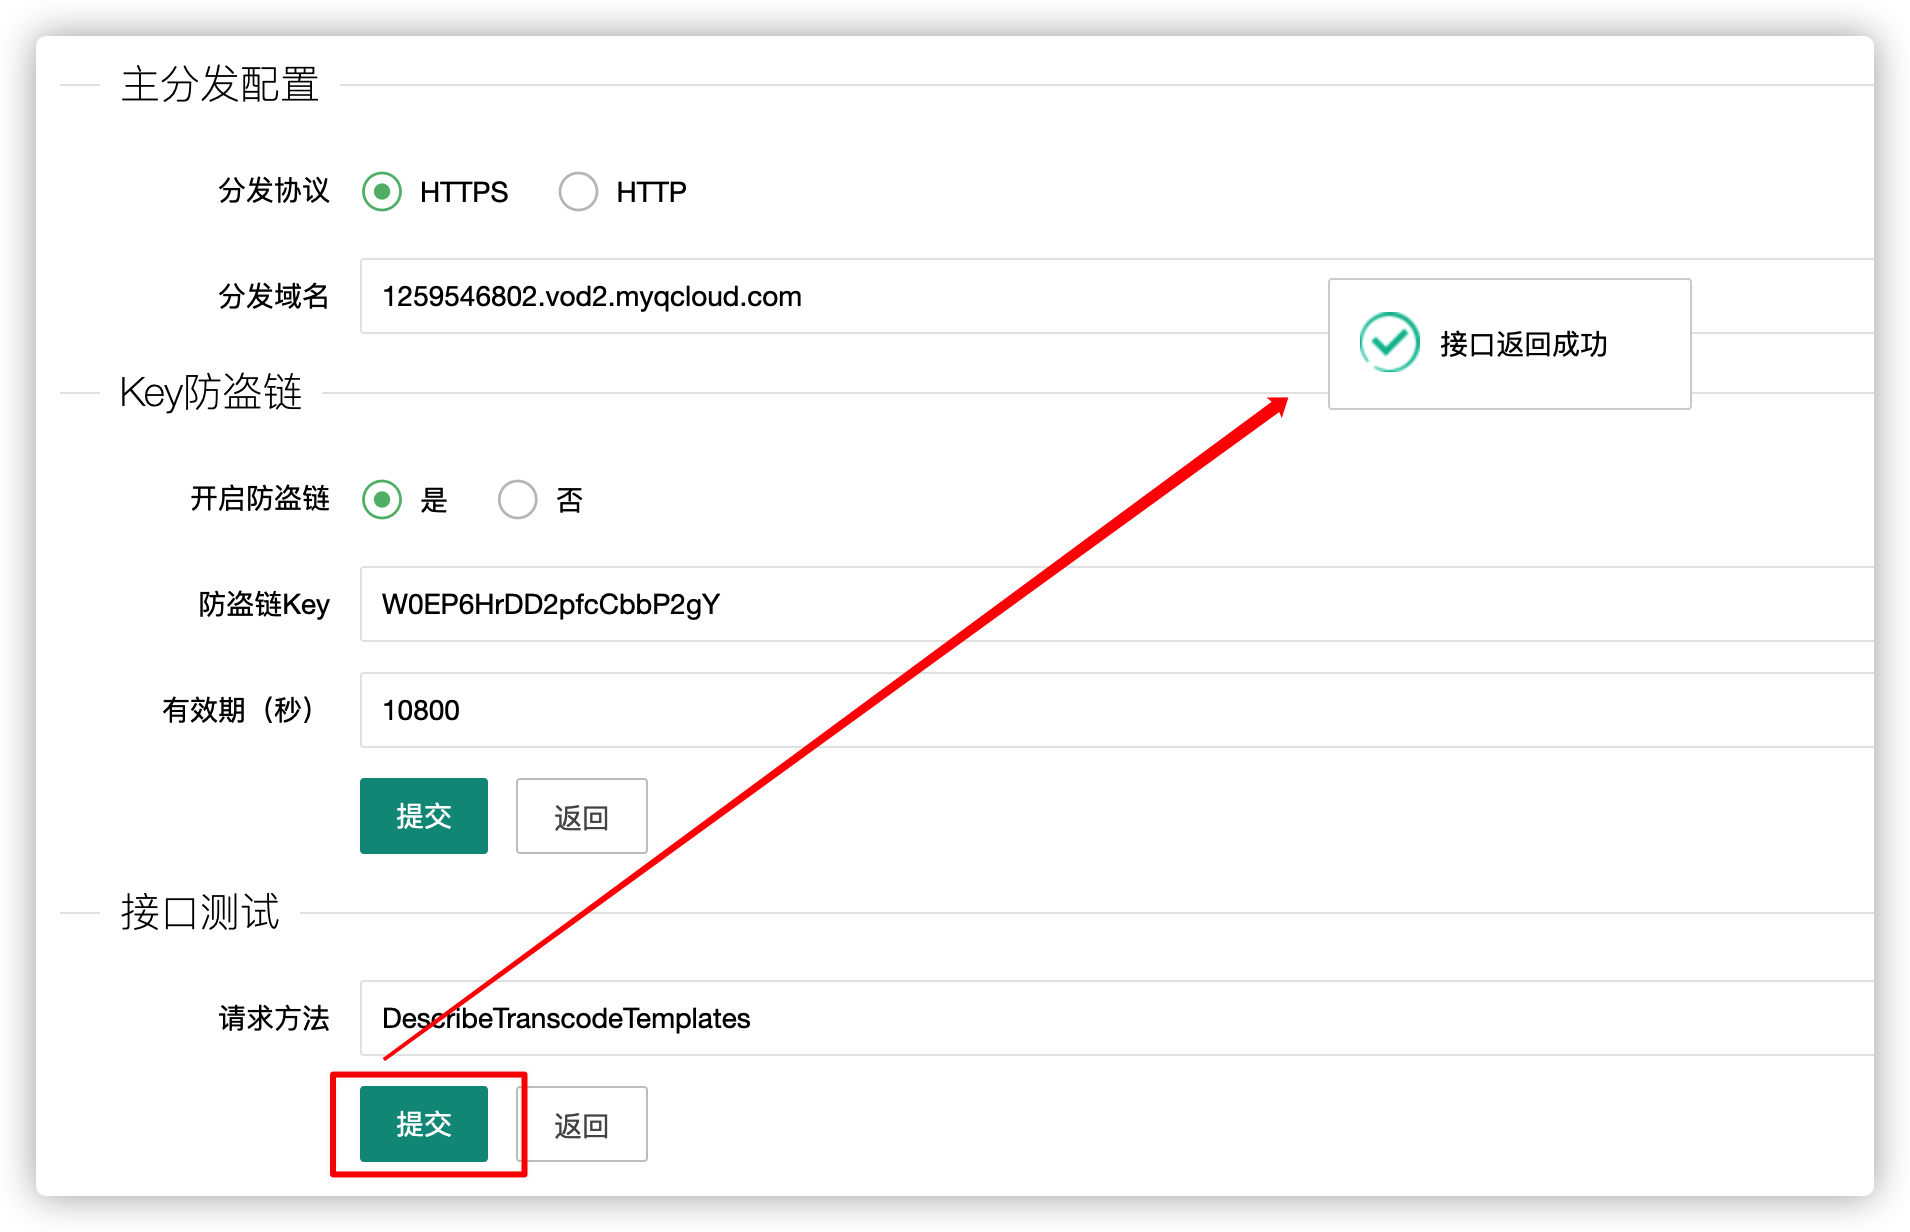 主分发配置
分发协议 HTTPS HTTP
分发域名 1259546802.vod2.myqcloud.com
接口返回成功
Key防盗链
开启防盗链 是 否
防盗链Key W0EP6HrDD2pfcCbbP2gY
有效期（秒） 10800
提交 返回
接口测试
请求方法 DescribeTranscodeTemplates
提交 返回